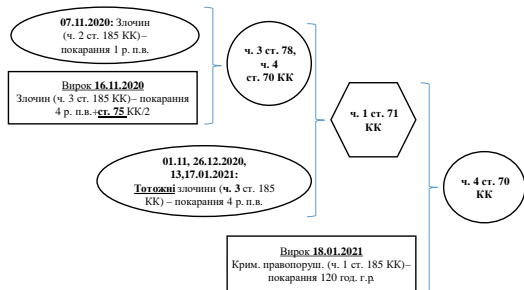 07.11.2020: Злочин
(ч. 2 ст. 185 КК) –
покарання 1 р. п.в.
Вирок 16.11.2020
Злочин (ч. 3 ст. 185 КК) – покарання
4 р. п.в.+ст. 75 КК/2
ч. 3 ст. 78,
ч. 4
ст. 70 КК
01.11, 26.12.2020,
13,17.01.2021:
Тотожні злочини (ч. 3 ст. 185
КК) – покарання 4 р. п.в.
ч. 1 ст. 71
КК
Вирок 18.01.2021
Крим. правопоруш. (ч. 1 ст. 185 КК) –
покарання 120 год. г.р.
ч. 4 ст. 70
КК